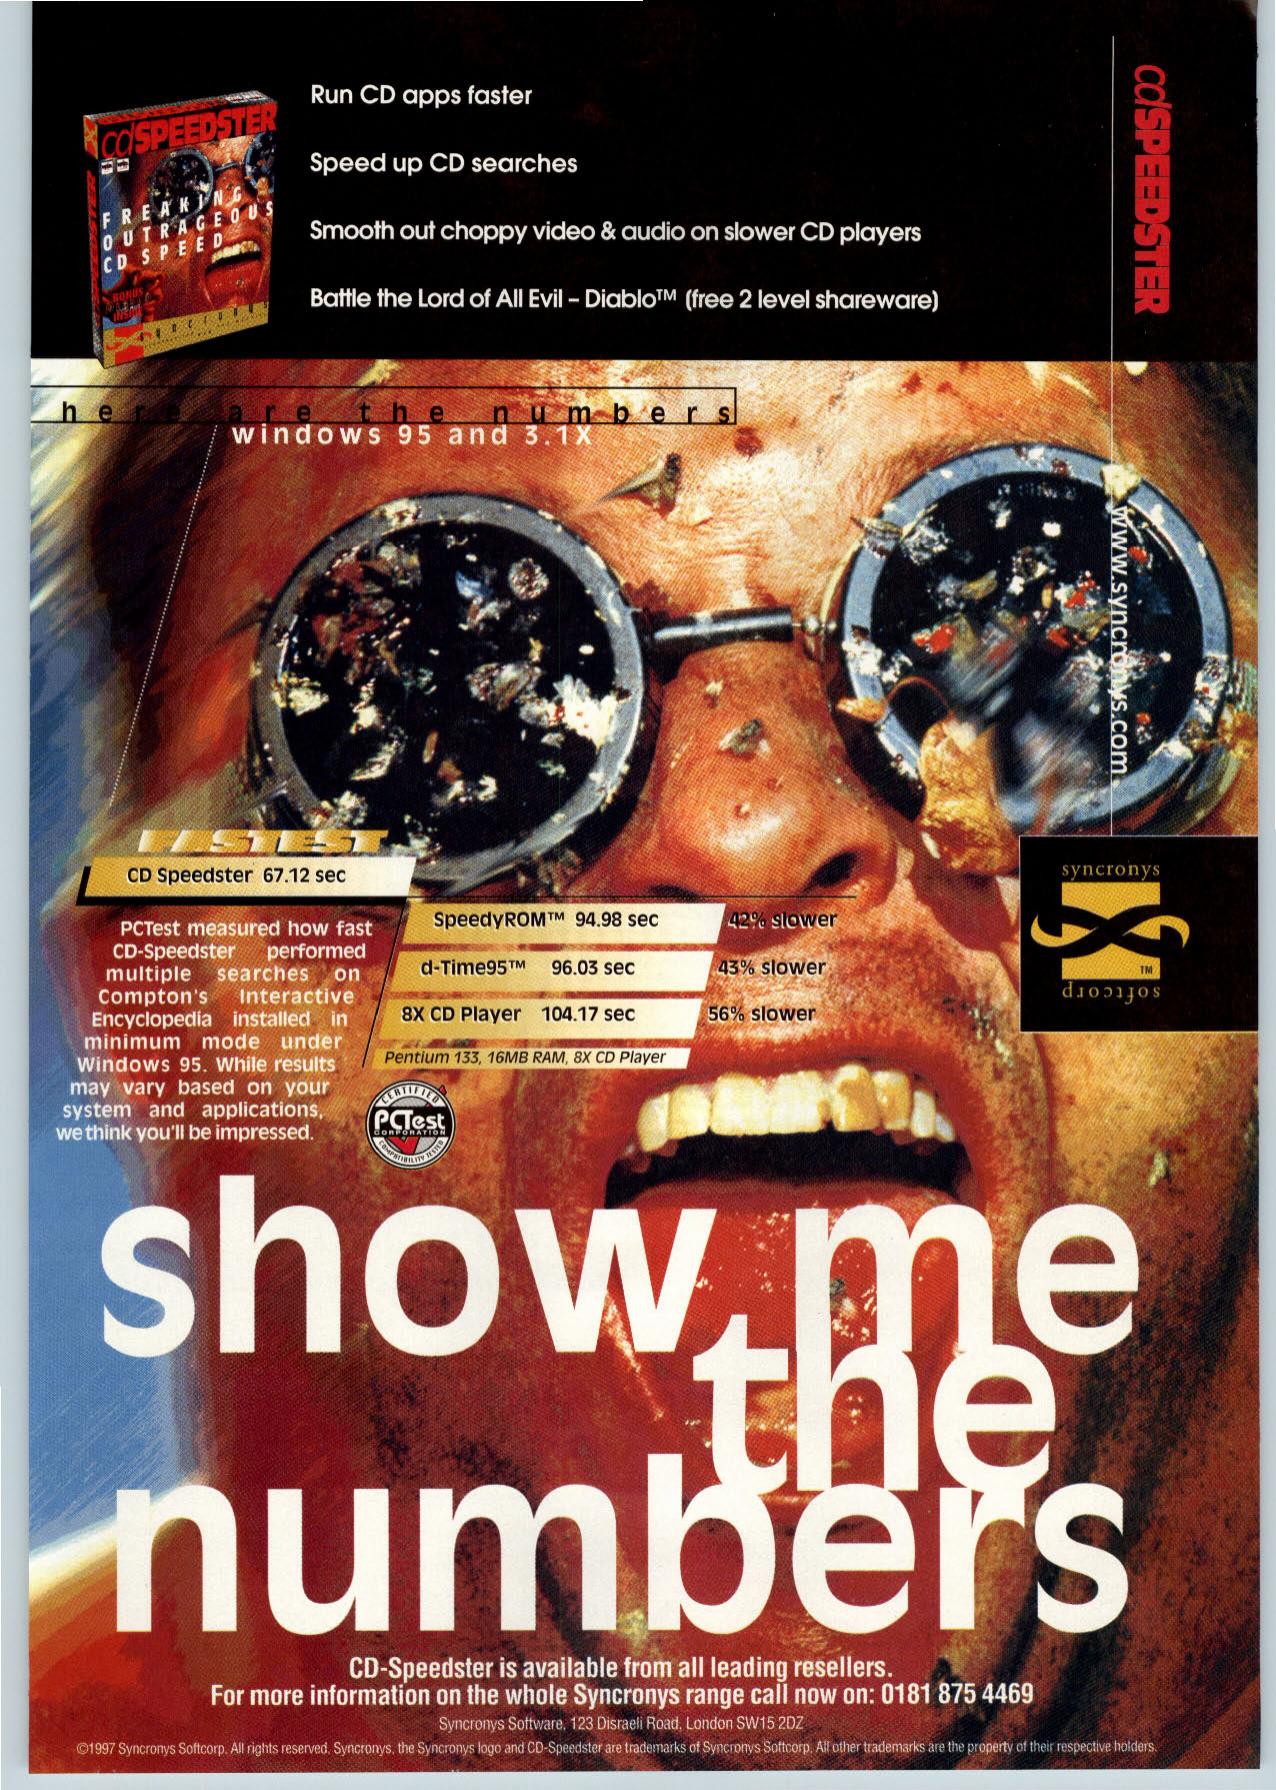 Run CD apps faster
Speed up CD searches
Smooth out choppy video & audio on slower CD players
Battle the Lord of All Evil – Diablo™ (free 2 level shareware)
cdSPEEDSTER
cdSPEEDSTER
FREAKING
OUTRAGEOUS
CD SPEED
BONUS
INSIDE
syncronys
here are the numbers
windows 95 and 3.1X
www.syncronys.com
FASTEST
CD Speedster 67.12 sec
SpeedyROM™ 94.98 sec 42% slower
d-Time95™ 96.03 sec 43% slower
8X CD Player 104.17 sec 56% slower
Pentium 133, 16MB RAM, 8X CD Player
PCTest measured how fast
CD-Speedster performed
multiple searches on
Compton's Interactive
Encyclopedia installed in
minimum mode under
Windows 95. While results
may vary based on your
system and applications,
we think you'll be impressed.
CERTIFIED
PCTest
CORPORATION
COMPATIBILITY TESTED
syncronys
TM
softcorp
show me
the
numbers
CD-Speedster is available from all leading resellers.
For more information on the whole Syncronys range call now on: 0181 875 4469
Syncronys Software, 123 Disraeli Road, London SW15 2DZ
©1997 Syncronys Softcorp. All rights reserved. Syncronys, the Syncronys logo and CD-Speedster are trademarks of Syncronys Softcorp. All other trademarks are the property of their respective holders.